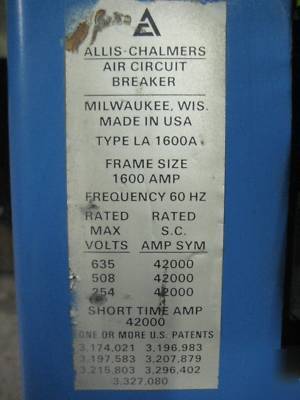 ALLIS-CHALMERS
AIR CIRCUIT
BREAKER
MILWAUKEE, WIS.
MADE IN USA
TYPE LA 1600A
FRAME SIZE
1600 AMP
FREQUENCY 60 HZ
RATED RATED
MAX S.C.
VOLTS AMP SYM
635 42000
508 42000
254 42000
SHORT TIME AMP
42000
ONE OR MORE U.S. PATENTS
3,174,021 3,196,983
3,197,583 3,207,879
3,215,803 3,296,402
3,327,080